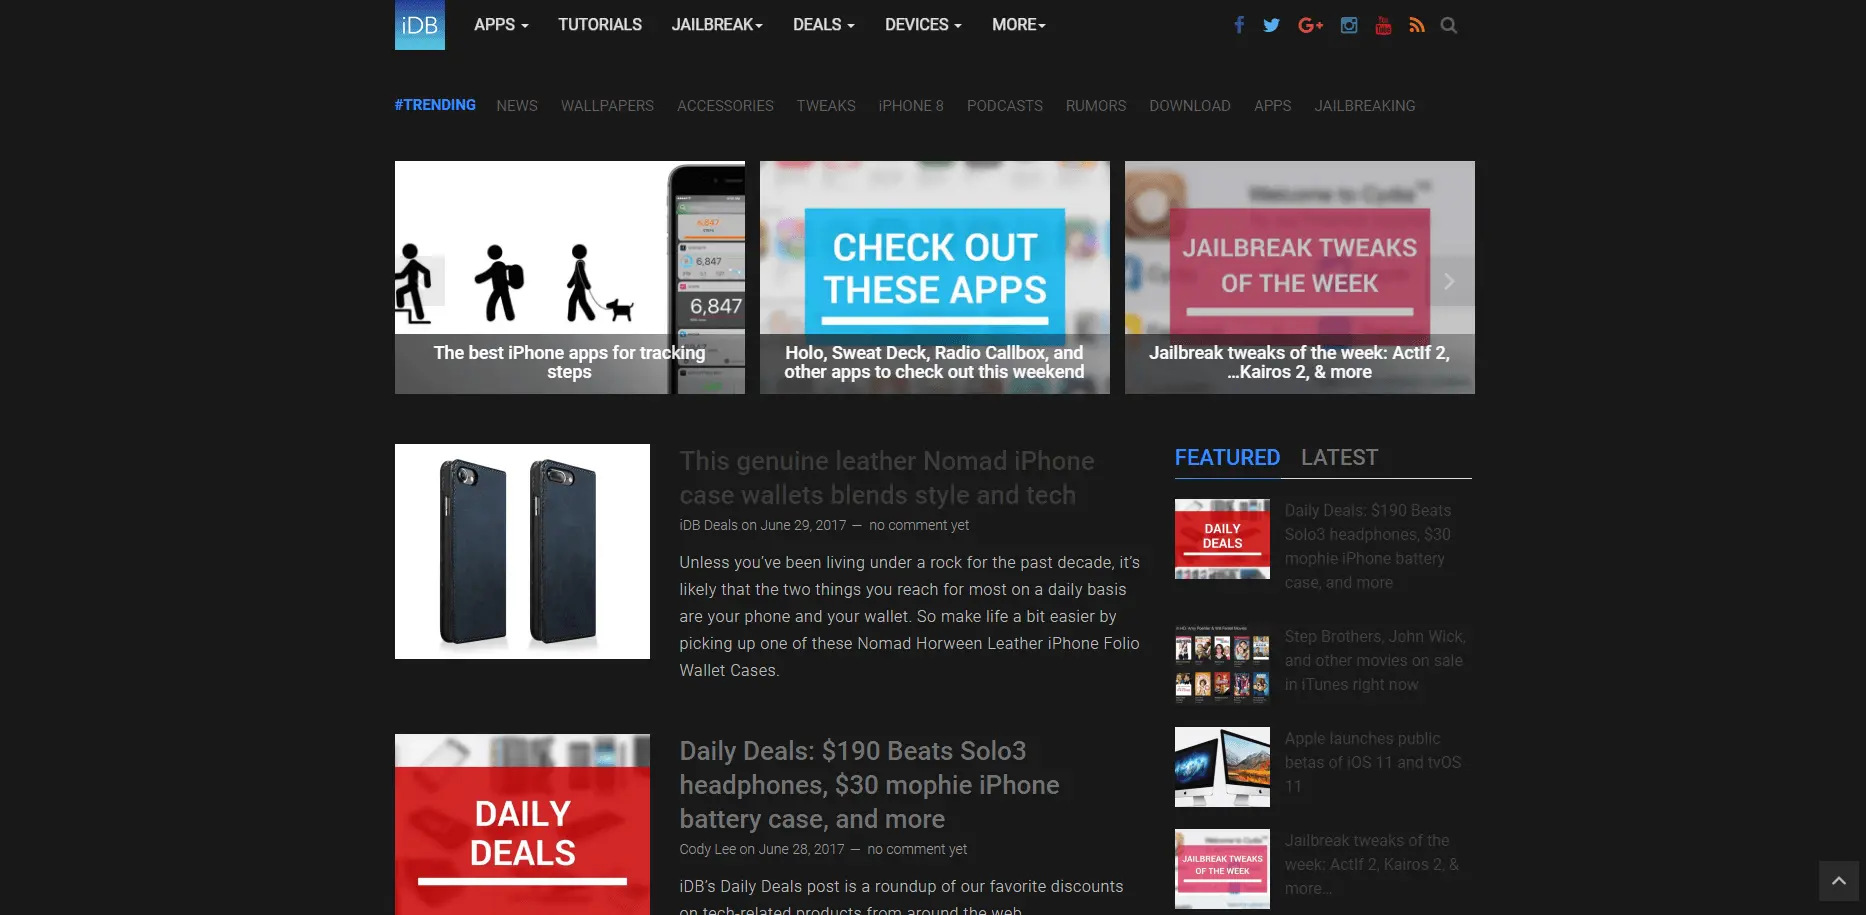 iDB
APPS
TUTORIALS
JAILBREAK
DEALS
DEVICES
MORE
#TRENDING
NEWS
WALLPAPERS
ACCESSORIES
TWEAKS
iPHONE 8
PODCASTS
RUMORS
DOWNLOAD
APPS
JAILBREAKING
6,847
6,847
6,847
The best iPhone apps for tracking
steps
CHECK OUT
THESE APPS
Holo, Sweat Deck, Radio Callbox, and
other apps to check out this weekend
Welcome to Cydia™
JAILBREAK TWEAKS
OF THE WEEK
Jailbreak tweaks of the week: ActIf 2,
...Kairos 2, & more
This genuine leather Nomad iPhone
case wallets blends style and tech
iDB Deals on June 29, 2017 — no comment yet
Unless you've been living under a rock for the past decade, it's
likely that the two things you reach for most on a daily basis
are your phone and your wallet. So make life a bit easier by
picking up one of these Nomad Horween Leather iPhone Folio
Wallet Cases.
DAILY
DEALS
Daily Deals: $190 Beats Solo3
headphones, $30 mophie iPhone
battery case, and more
Cody Lee on June 28, 2017 — no comment yet
iDB's Daily Deals post is a roundup of our favorite discounts
on tech-related products from around the web.
FEATURED
LATEST
DAILY
DEALS
Daily Deals: $190 Beats
Solo3 headphones, $30
mophie iPhone battery
case, and more
Step Brothers, John Wick,
and other movies on sale
in iTunes right now
Apple launches public
betas of iOS 11 and tvOS
11
JAILBREAK TWEAKS
OF THE WEEK
Jailbreak tweaks of the
week: ActIf 2, Kairos 2, &
more...